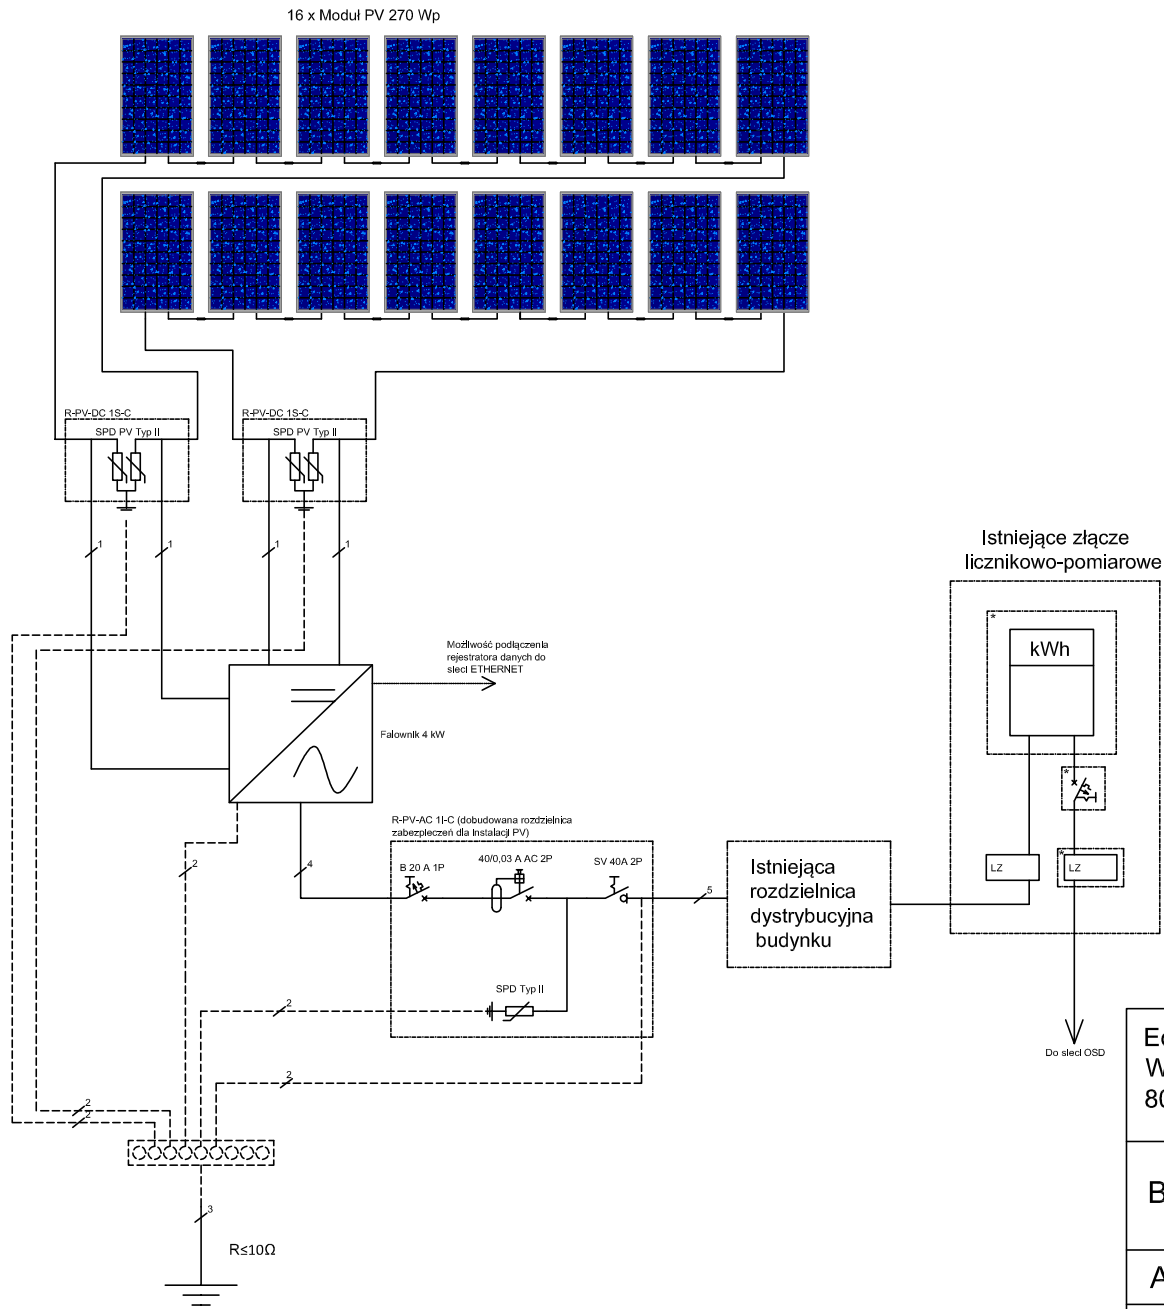 16 x Moduł PV 270 Wp
R-PV-DC 1S-C
SPD PV Typ II
R-PV-DC 1S-C
SPD PV Typ II
1
1
1
1
Możliwość podłączenia
rejestratora danych do
sieci ETHERNET
Falownik 4 kW
Istniejące złącze
licznikowo-pomiarowe
*
kWh
*
LZ
*
LZ
Do sieci OSD
R-PV-AC 1I-C (dobudowana rozdzielnica
zabezpieczeń dla Instalacji PV)
B 20 A 1P
40/0,03 A AC 2P
SV 40A 2P
2
4
5
Istniejąca
rozdzielnica
dystrybucyjna
budynku
SPD Typ II
2
2
2
2
3
R≤10Ω
W
80
B
A